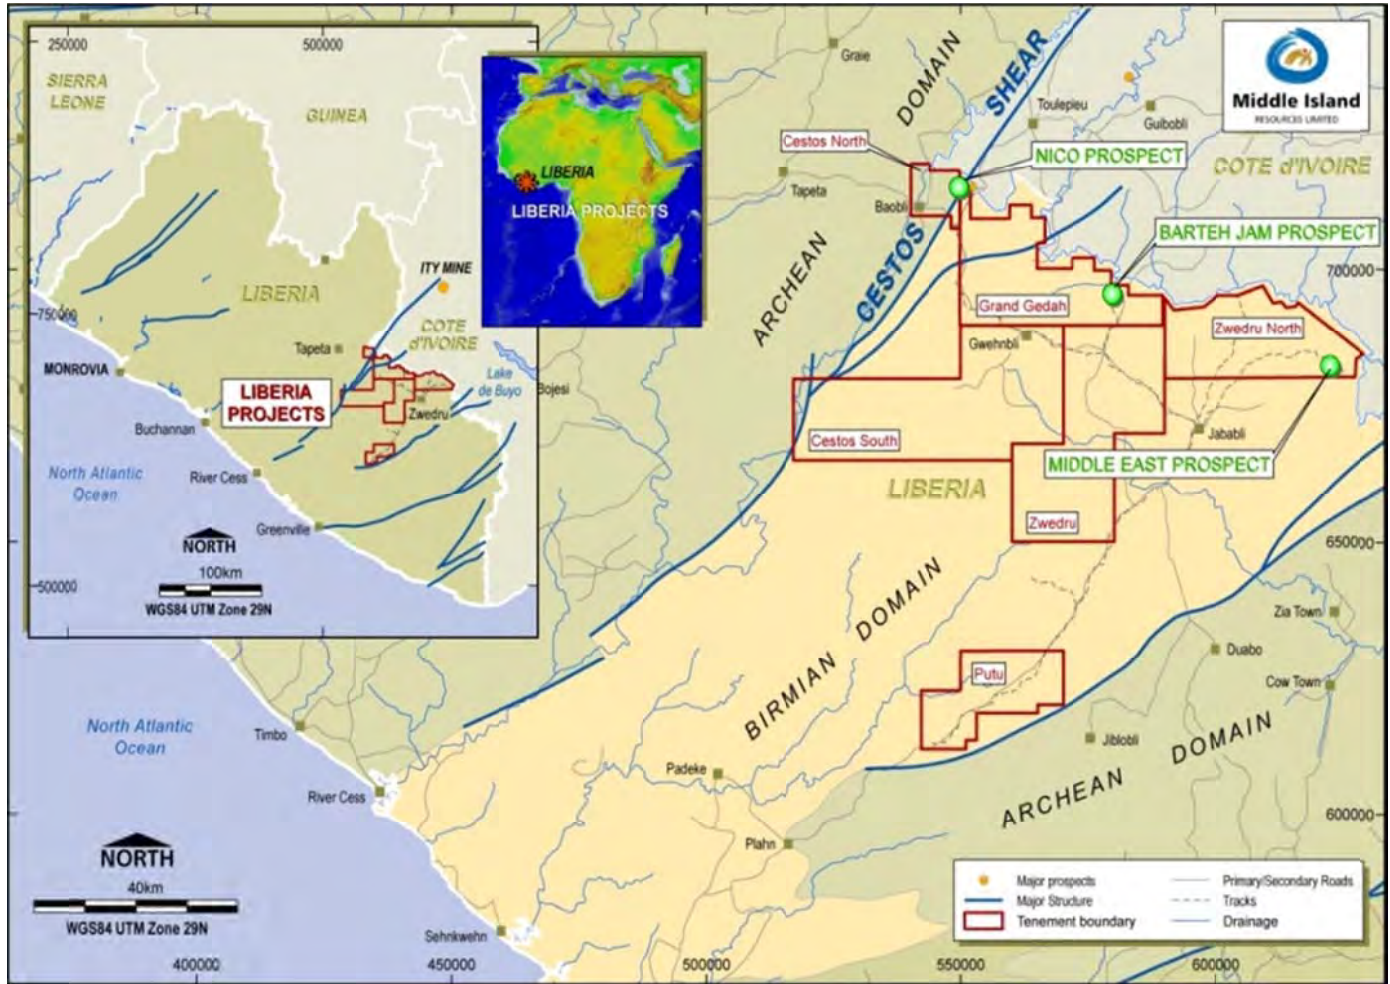 250000
500000
SIERRA
LEONE
GUINEA
ITY MINE
LIBERIA
750000
COTE
d'IVOIRE
Tapeta
MONROVIA
Lake
de Buyo
LIBERIA
PROJECTS
Zwedru
Buchannan
North Atlantic
Ocean
River Cess
Greenville
NORTH
100km
500000
WGS84 UTM Zone 29N
LIBERIA
LIBERIA PROJECTS
Middle Island
RESOURCES LIMITED
Graie
DOMAIN
SHEAR
Toulepieu
Guibobli
Cestos North
NICO PROSPECT
COTE d'IVOIRE
Tapeta
Baobli
BARTEH JAM PROSPECT
ARCHEAN
CESTOS
700000
Grand Gedah
Zwedru North
Gwehnbli
Bojesi
Cestos South
Jababli
MIDDLE EAST PROSPECT
LIBERIA
Zwedru
650000
BIRMIAN DOMAIN
Zia Town
Duabo
Putu
Cow Town
North Atlantic
Ocean
Timbo
Jiblobli
ARCHEAN DOMAIN
Padeke
River Cess
600000
Plahn
NORTH
40km
WGS84 UTM Zone 29N
Sehnkwehn
Major prospects
Major Structure
Tenement boundary
Primary/Secondary Roads
Tracks
Drainage
400000
450000
500000
550000
600000